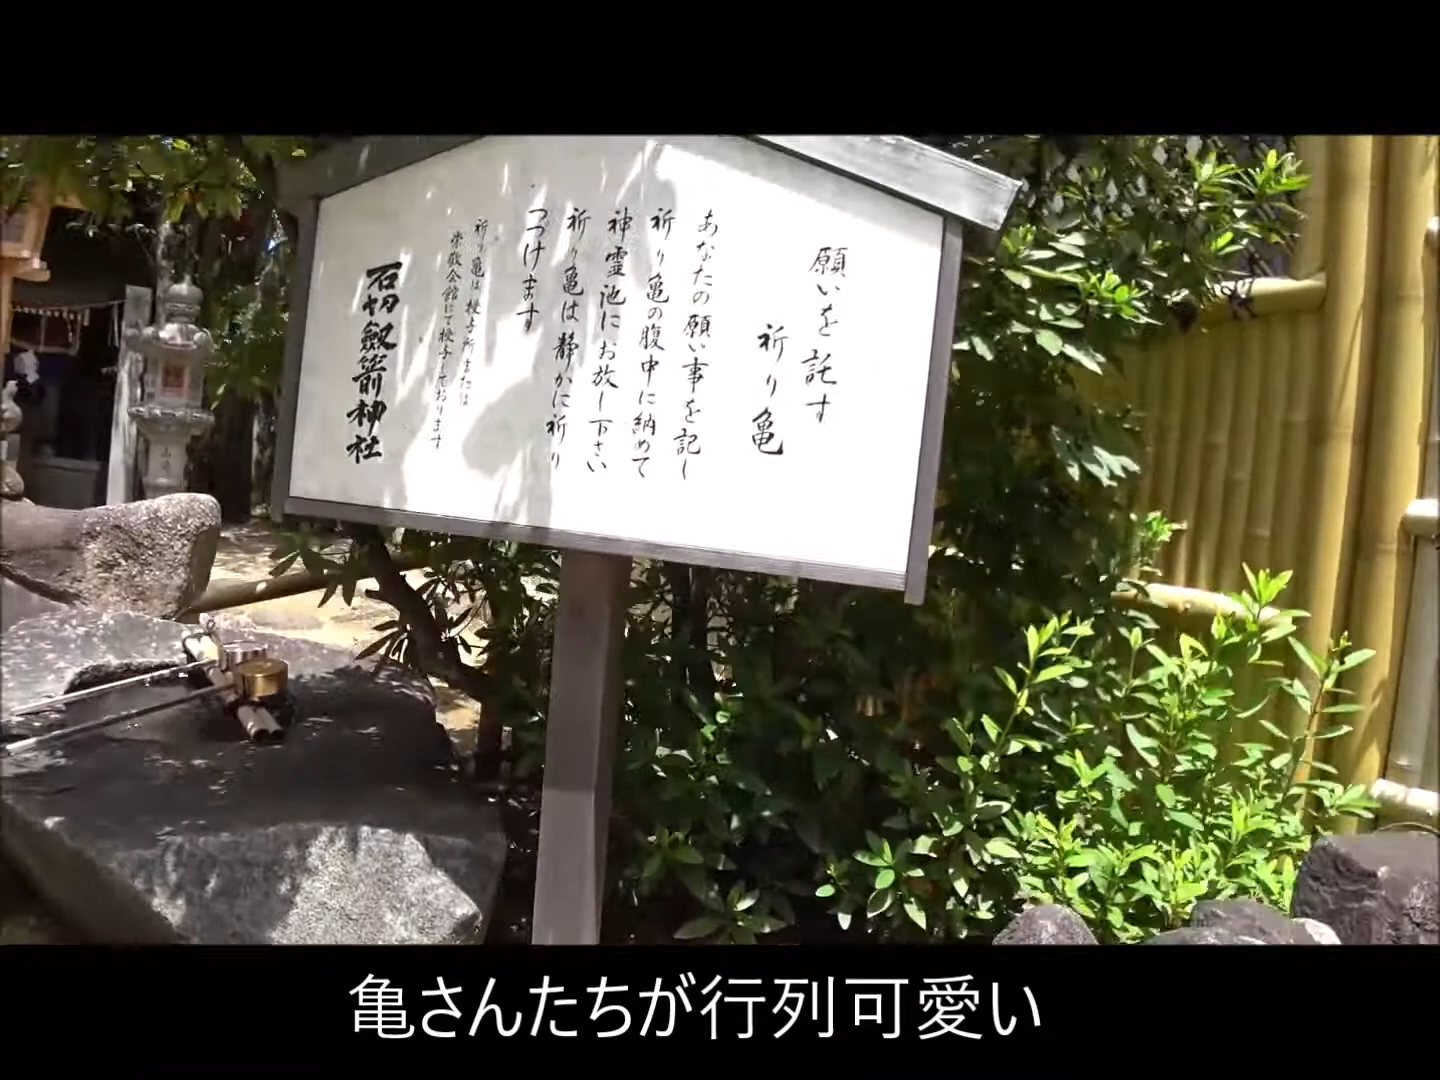 願いを託す
祈り亀
あなたの願い事を記し
祈り亀の腹中に納めて
神霊池にお放し下さい
祈り亀は静かに祈り
つづけます
祈り亀は授与所または
崇敬会館にて授与しております
石切劔箭神社
亀さんたちが行列可愛い